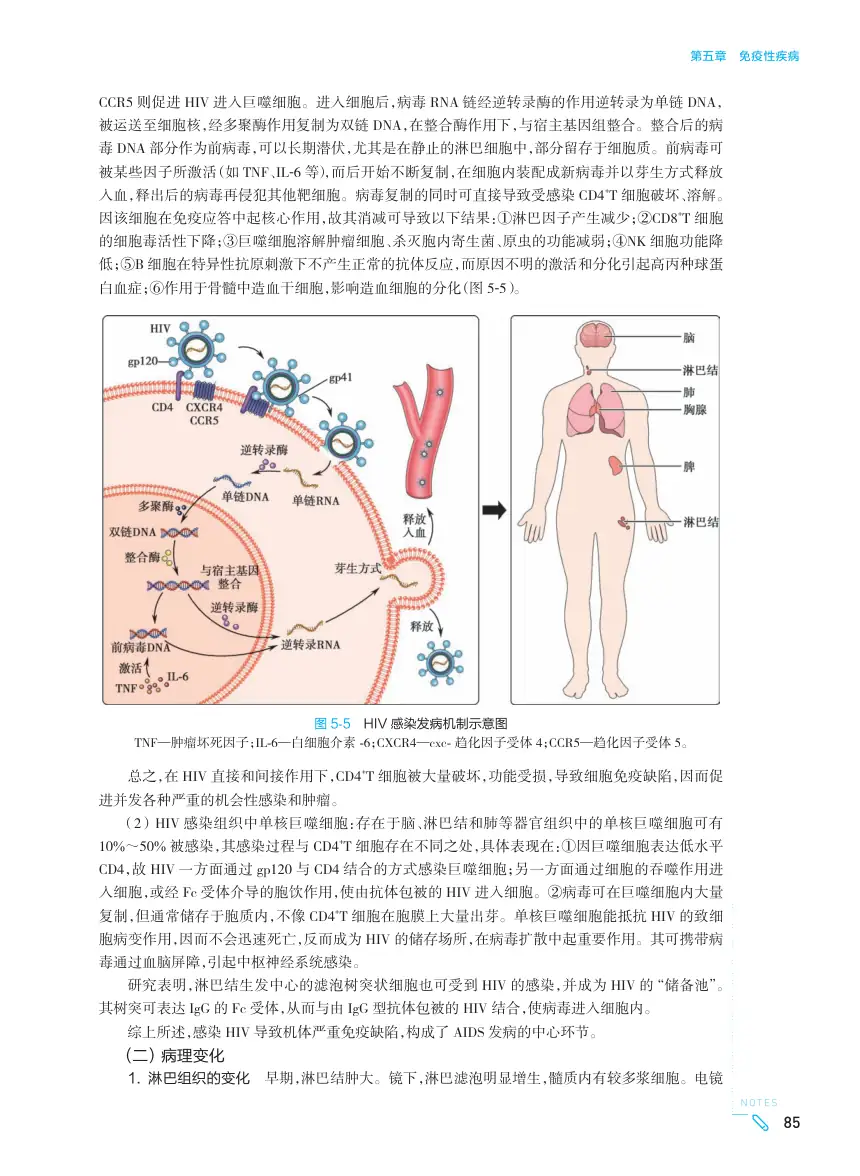 第五章 免疫性疾病
CCR5 则促进 HIV 进入巨噬细胞。进入细胞后,病毒 RNA 链经逆转录酶的作用逆转录为单链 DNA,
被运送至细胞核,经多聚酶作用复制为双链 DNA,在整合酶作用下,与宿主基因组整合。整合后的病
毒 DNA 部分作为前病毒,可以长期潜伏,尤其是在静止的淋巴细胞中,部分留存于细胞质。前病毒可
被某些因子所激活(如 TNF、IL-6 等),而后开始不断复制,在细胞内装配成新病毒并以芽生方式释放
入血,释出后的病毒再侵犯其他靶细胞。病毒复制的同时可直接导致受感染 CD4⁺T 细胞破坏、溶解。
因该细胞在免疫应答中起核心作用,故其消减可导致以下结果:①淋巴因子产生减少;②CD8⁺T 细胞
的细胞毒活性下降;③巨噬细胞溶解肿瘤细胞、杀灭胞内寄生菌、原虫的功能减弱;④NK 细胞功能降
低;⑤B 细胞在特异性抗原刺激下不产生正常的抗体反应,而原因不明的激活和分化引起高丙种球蛋
白血症;⑥作用于骨髓中造血干细胞,影响造血细胞的分化(图 5-5)。
HIV
gp120
gp41
CD4 CXCR4
CCR5
逆转录酶
单链DNA
单链RNA
多聚酶
双链DNA
整合酶
与宿主基因
整合
逆转录酶
前病毒DNA
逆转录RNA
激活
IL-6
TNF
芽生方式
释放
入血
释放
脑
淋巴结
肺
胸腺
脾
淋巴结
图 5-5 HIV 感染发病机制示意图
TNF—肿瘤坏死因子;IL-6—白细胞介素 -6;CXCR4—cxc- 趋化因子受体 4;CCR5—趋化因子受体 5。
总之,在 HIV 直接和间接作用下,CD4⁺T 细胞被大量破坏,功能受损,导致细胞免疫缺陷,因而促
进并发各种严重的机会性感染和肿瘤。
(2)HIV 感染组织中单核巨噬细胞:存在于脑、淋巴结和肺等器官组织中的单核巨噬细胞可有
10%～50% 被感染,其感染过程与 CD4⁺T 细胞存在不同之处,具体表现在:①因巨噬细胞表达低水平
CD4,故 HIV 一方面通过 gp120 与 CD4 结合的方式感染巨噬细胞;另一方面通过细胞的吞噬作用进
入细胞,或经 Fc 受体介导的胞饮作用,使由抗体包被的 HIV 进入细胞。②病毒可在巨噬细胞内大量
复制,但通常储存于胞质内,不像 CD4⁺T 细胞在胞膜上大量出芽。单核巨噬细胞能抵抗 HIV 的致细
胞病变作用,因而不会迅速死亡,反而成为 HIV 的储存场所,在病毒扩散中起重要作用。其可携带病
毒通过血脑屏障,引起中枢神经系统感染。
研究表明,淋巴结生发中心的滤泡树突状细胞也可受到 HIV 的感染,并成为 HIV 的“储备池”。
其树突可表达 IgG 的 Fc 受体,从而与由 IgG 型抗体包被的 HIV 结合,使病毒进入细胞内。
综上所述,感染 HIV 导致机体严重免疫缺陷,构成了 AIDS 发病的中心环节。
(二)病理变化
1. 淋巴组织的变化 早期,淋巴结肿大。镜下,淋巴滤泡明显增生,髓质内有较多浆细胞。电镜
NOTES
85